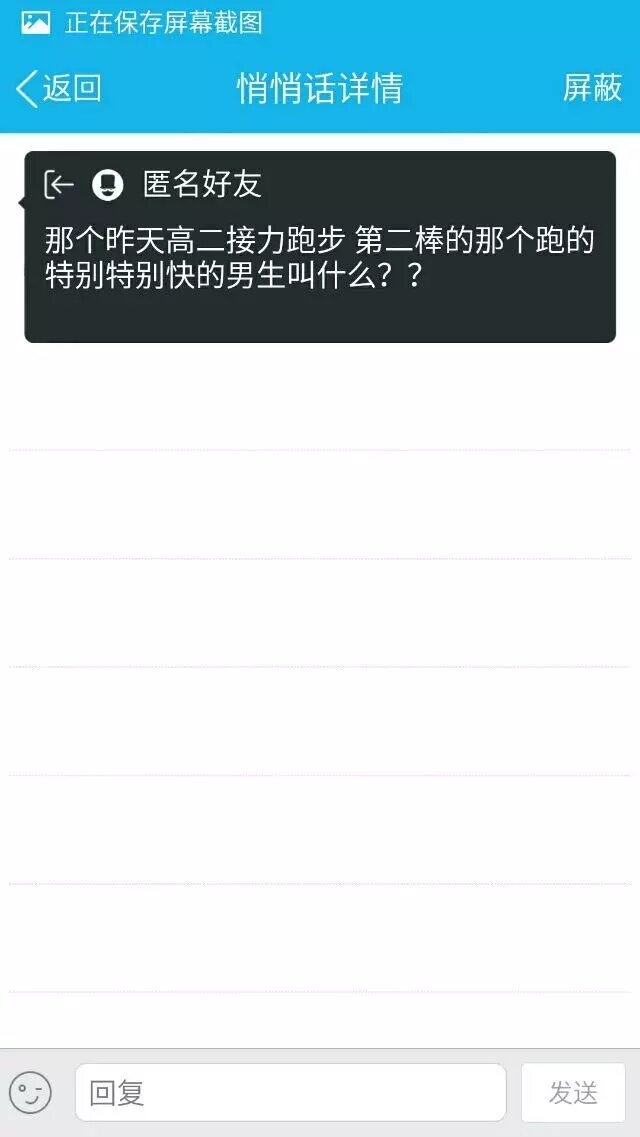 正在保存屏幕截图
返回 悄悄话详情 屏蔽
匿名好友
那个昨天高二接力跑步 第二棒的那个跑的
特别特别快的男生叫什么？？
回复 发送